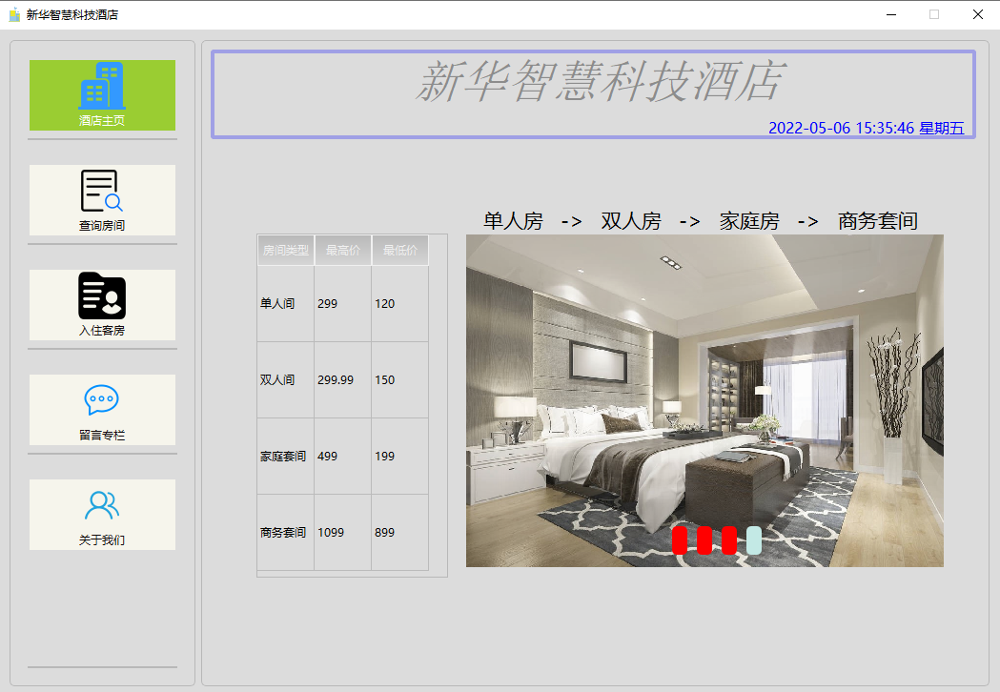 新华智慧科技酒店
酒店主页
查询房间
入住客房
留言专栏
关于我们
新华智慧科技酒店
2022-05-06 15:35:46 星期五
单人房 -> 双人房 -> 家庭房 -> 商务套间
房间类型 最高价 最低价
单人间 299 120
双人间 299.99 150
家庭套间 499 199
商务套间 1099 899